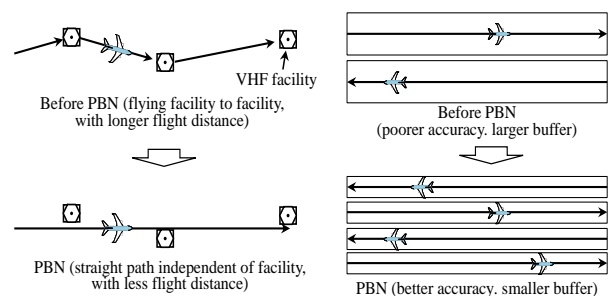 VHF facility
Before PBN (flying facility to facility,
with longer flight distance)
PBN (straight path independent of facility,
with less flight distance)
Before PBN
(poorer accuracy. larger buffer)
PBN (better accuracy. smaller buffer)